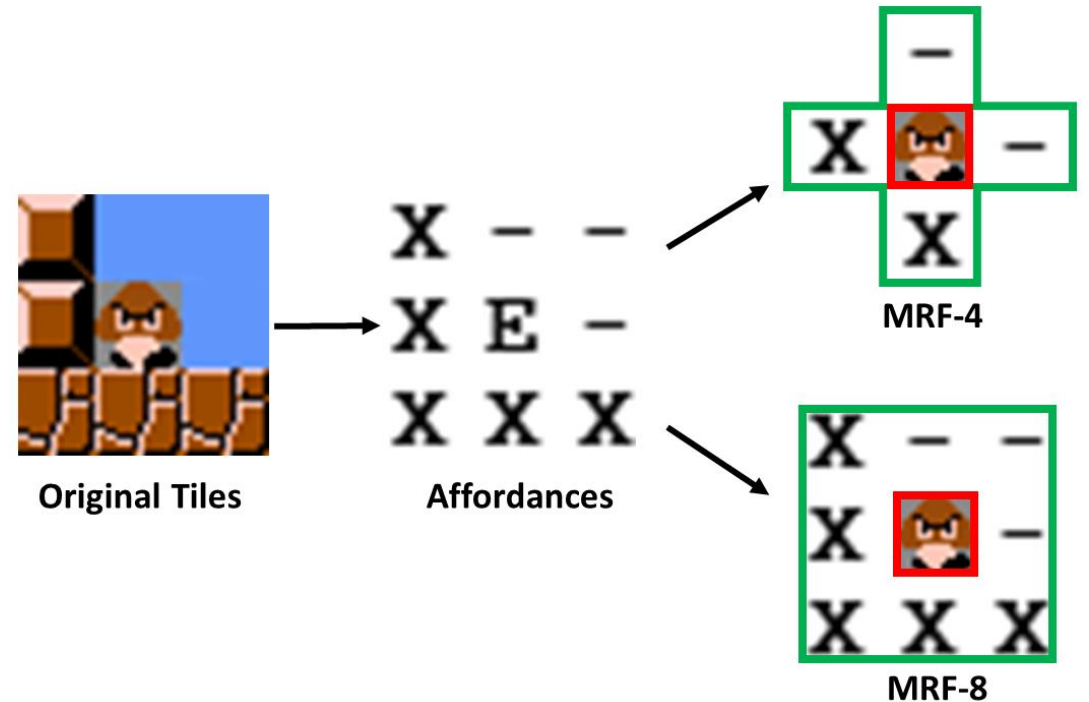 X – –
X E –
X X X
Original Tiles
Affordances
–
X –
X
MRF-4
X – –
X –
X X X
MRF-8